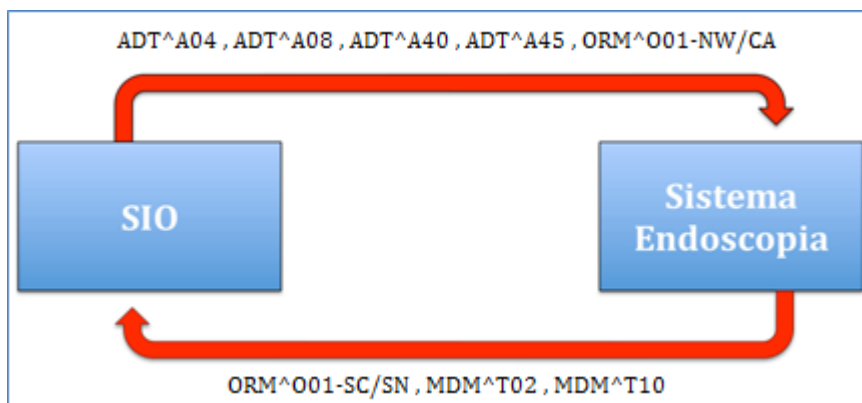 ADT^A04 , ADT^A08 , ADT^A40 , ADT^A45 , ORM^O01-NW/CA
SIO
Sistema
Endoscopia
ORM^O01-SC/SN , MDM^T02 , MDM^T10